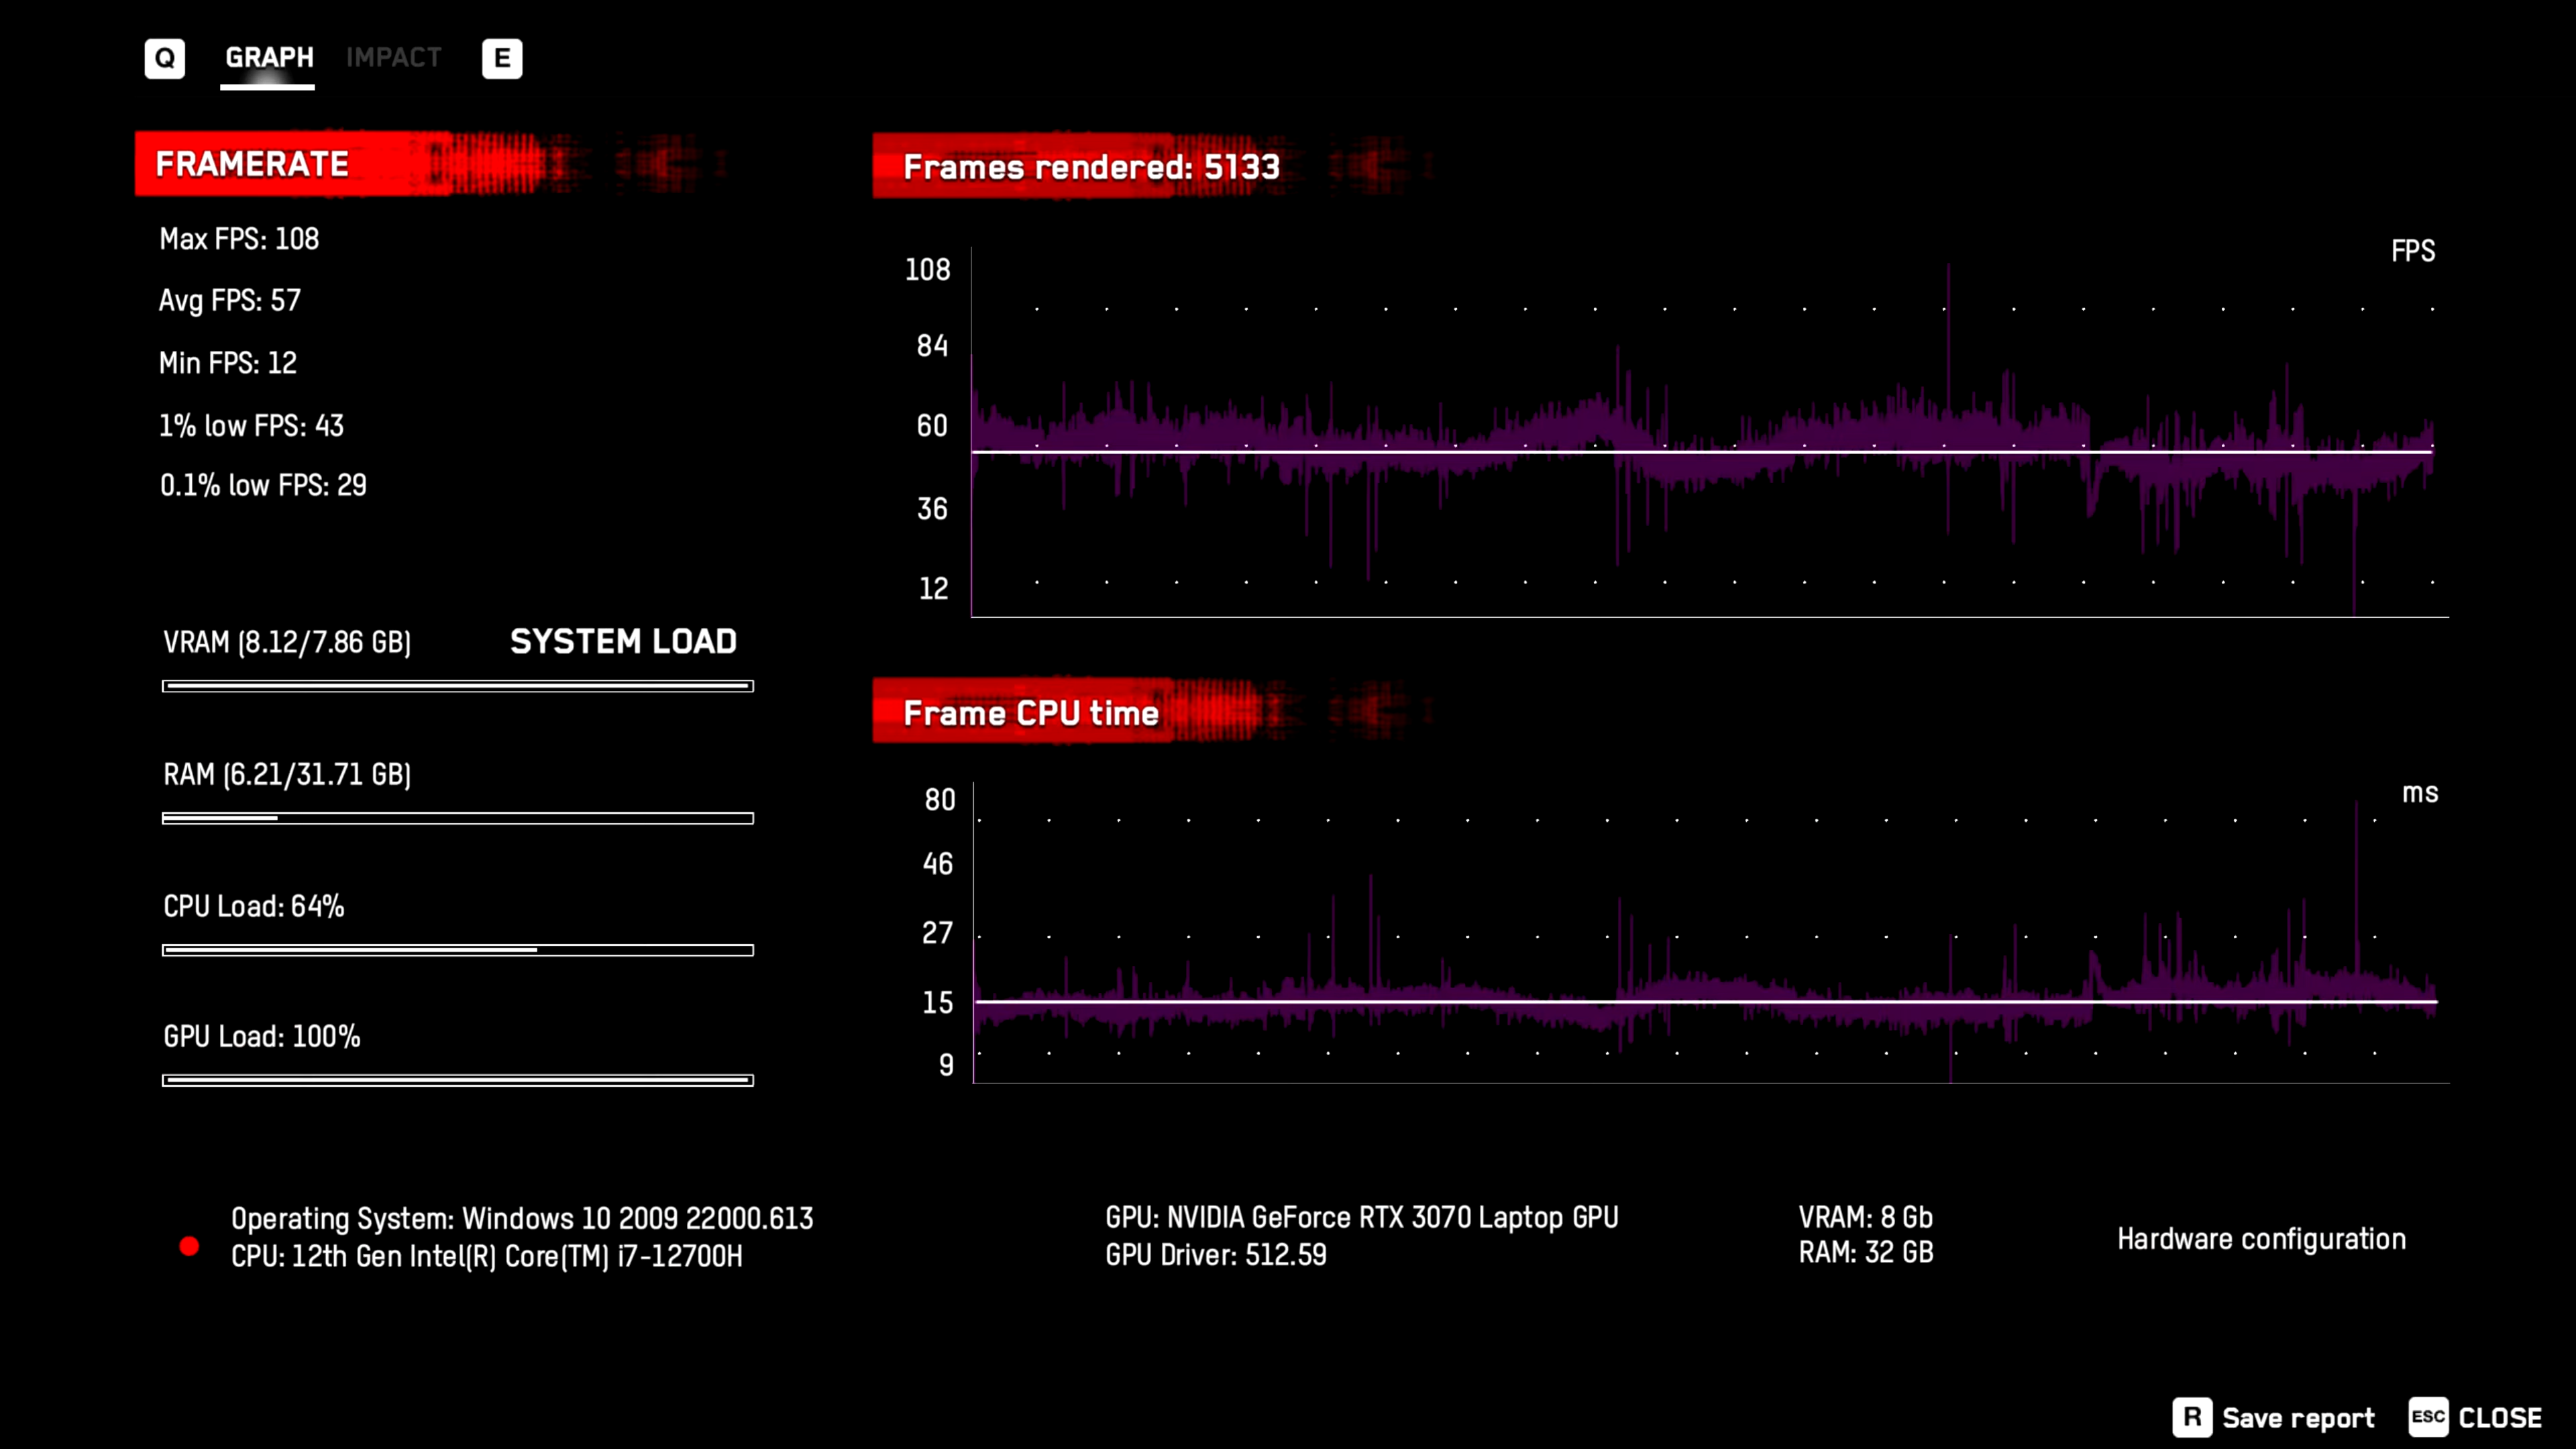 Q GRAPH IMPACT E
FRAMERATE
Max FPS: 108
Avg FPS: 57
Min FPS: 12
1% low FPS: 43
0.1% low FPS: 29
VRAM (8.12/7.86 GB) SYSTEM LOAD
RAM (6.21/31.71 GB)
CPU Load: 64%
GPU Load: 100%
Frames rendered: 5133
FPS
108
84
60
36
12
Frame CPU time
ms
80
46
27
15
9
Operating System: Windows 10 2009 22000.613
CPU: 12th Gen Intel(R) Core(TM) i7-12700H
GPU: NVIDIA GeForce RTX 3070 Laptop GPU
GPU Driver: 512.59
VRAM: 8 Gb
RAM: 32 GB
Hardware configuration
R Save report ESC CLOSE